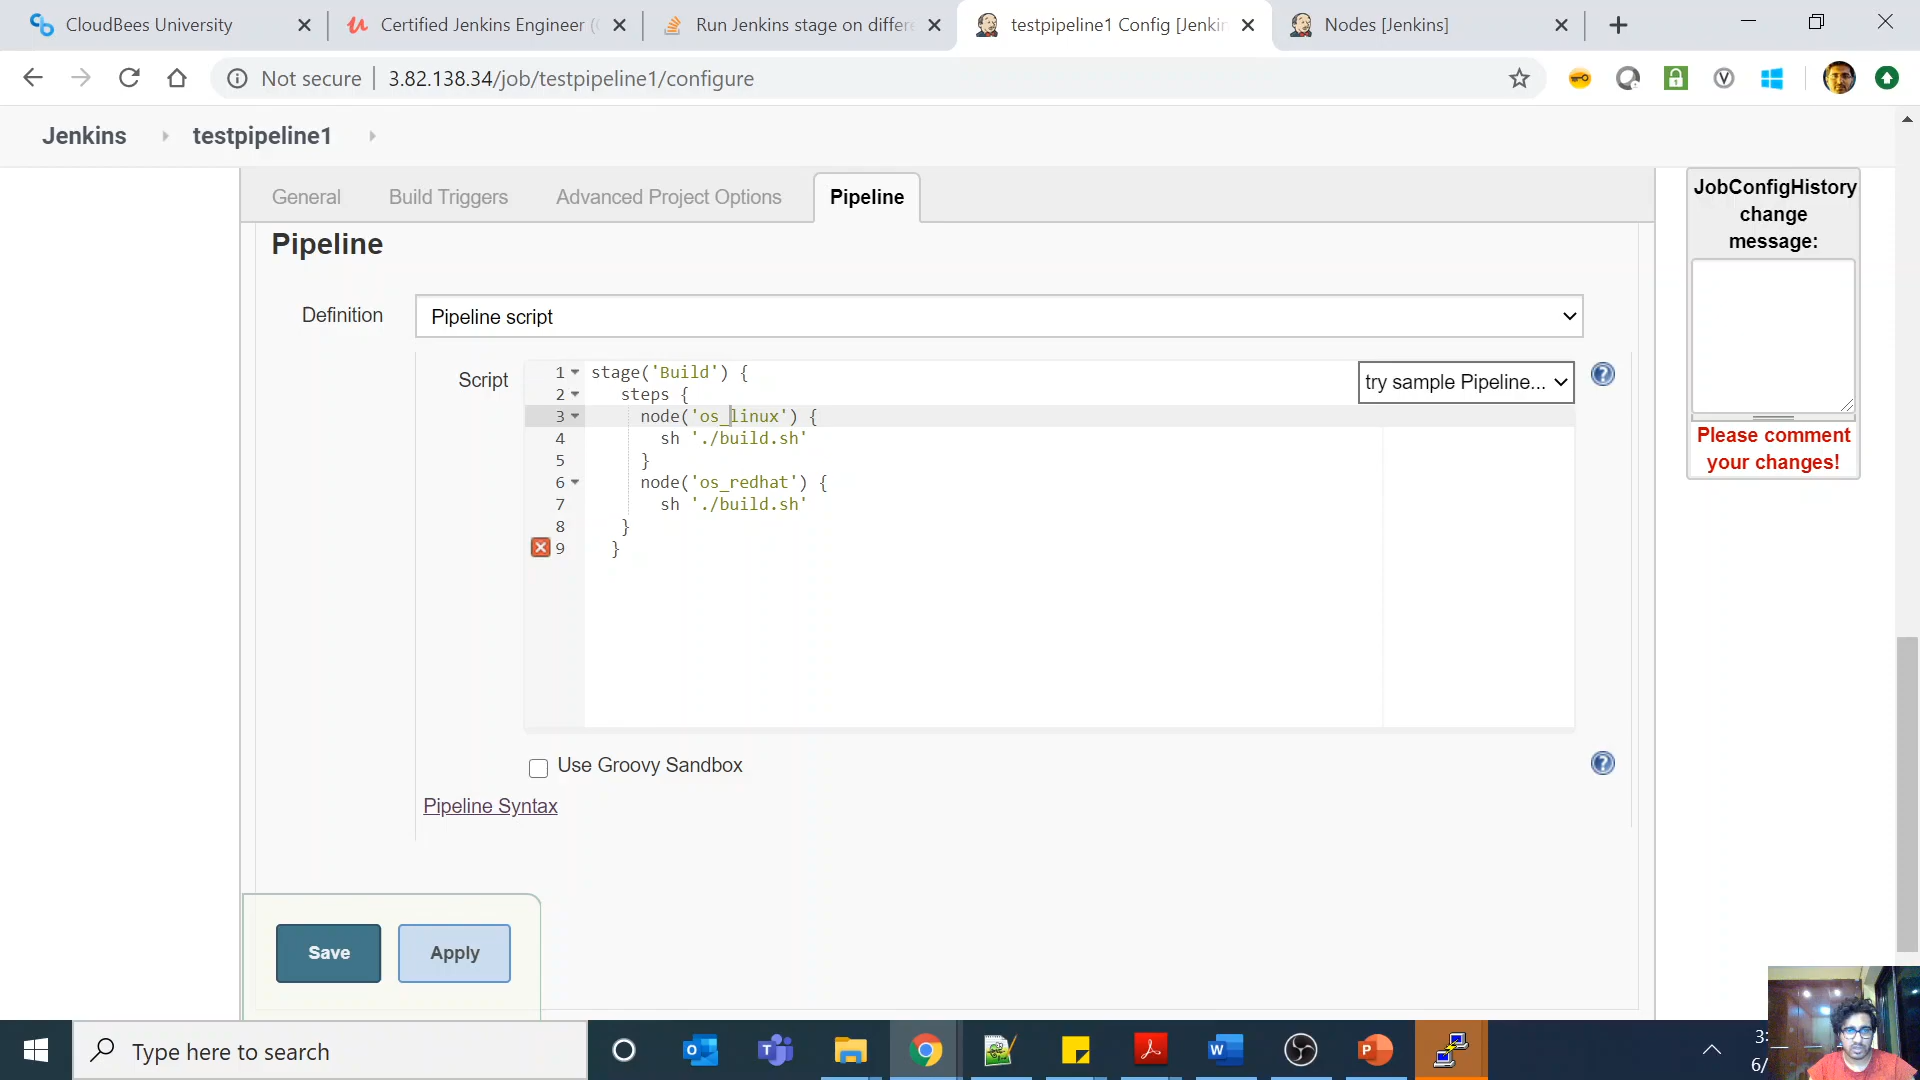 CloudBees University
Certified Jenkins Engineer (
Run Jenkins stage on differe
testpipeline1 Config [Jenkin
Nodes [Jenkins]
Not secure
3.82.138.34/job/testpipeline1/configure
Jenkins
testpipeline1
General
Build Triggers
Advanced Project Options
Pipeline
JobConfigHistory
change
message:
Please comment
your changes!
Pipeline
Definition
Pipeline script
Script
try sample Pipeline...
1 stage('Build') {
2 steps {
3 node('os_linux') {
4 sh './build.sh'
5 }
6 node('os_redhat') {
7 sh './build.sh'
8 }
9 }
Use Groovy Sandbox
Pipeline Syntax
Save
Apply
Type here to search
3:
6/